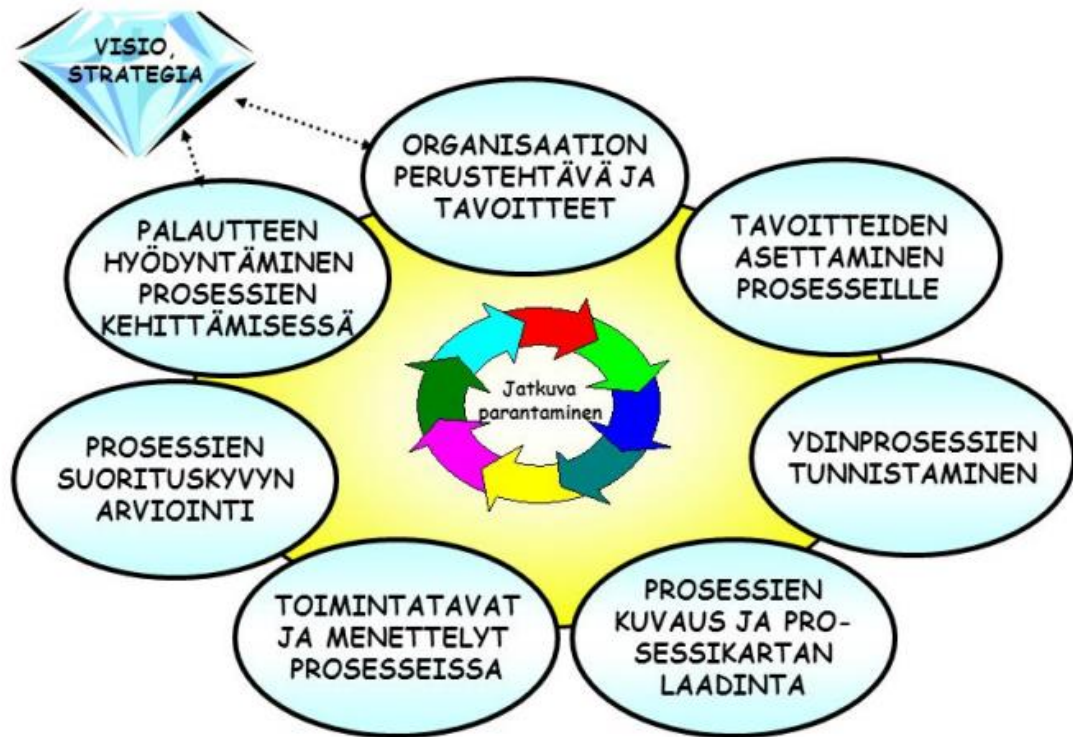 VISIO,
STRATEGIA
ORGANISAATION
PERUSTEHTÄVÄ JA
TAVOITTEET
TAVOITTEIDEN
ASETTAMINEN
PROSESSEILLE
YDINPROSESSIEN
TUNNISTAMINEN
PROSESSIEN
KUVAUS JA PRO-
SESSIKARTAN
LAADINTA
TOIMINTATAVAT
JA MENETTELYT
PROSESSEISSA
PROSESSIEN
SUORITUSKYVYN
ARVIOINTI
PALAUTTEEN
HYÖDYNTÄMINEN
PROSESSIEN
KEHITTÄMISESSÄ
Jatkuva
parantaminen